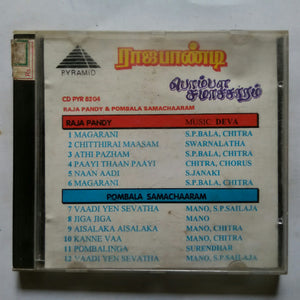 ராஜபாண்டி
பொம்பள
சமாச்சாரம்
PYRAMID
CD PYR 8204
RAJA PANDY & POMBALA SAMACHAARAM
RAJA PANDY MUSIC DEVA
1 MAGARANI S.P.BALA, CHITRA
2 CHITTHIRAI MAASAM SWARNALATHA
3 ATHI PAZHAM S.P.BALA, CHITRA
4 PAAYI THAAN PAAYI CHITRA, CHORUS
5 NAAN AADI S.JANAKI
6 MAGARANI S.P.BALA, CHITRA
POMBALA SAMACHAARAM
7 VAADI YEN SEVATHA MANO, S.P.SAILAJA
8 JIGA JIGA MANO
9 AISALAKA AISALAKA MANO, CHITRA
10 KANNE VAA MANO, CHITRA
11 POMBALINGA SURENDHAR
12 VAADI YEN SEVATHA MANO, S.P.SAILAJA